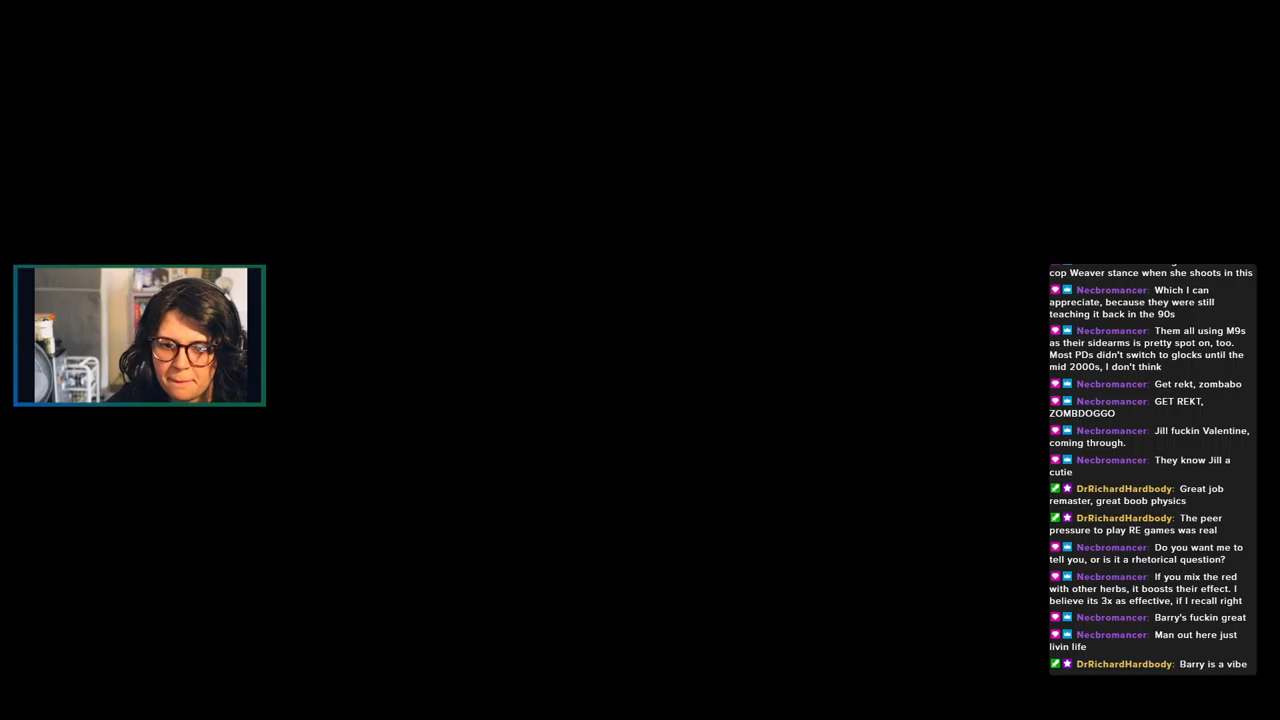 cop Weaver stance when she shoots in this
Necbromancer: Which I can
appreciate, because they were still
teaching it back in the 90s
Necbromancer: Them all using M9s
as their sidearms is pretty spot on, too.
Most PDs didn't switch to glocks until the
mid 2000s, I don't think
Necbromancer: Get rekt, zombabo
Necbromancer: GET REKT,
ZOMBDOGGO
Necbromancer: Jill fuckin Valentine,
coming through.
Necbromancer: They know Jill a
cutie
DrRichardHardbody: Great job
remaster, great boob physics
DrRichardHardbody: The peer
pressure to play RE games was real
Necbromancer: Do you want me to
tell you, or is it a rhetorical question?
Necbromancer: If you mix the red
with other herbs, it boosts their effect. I
believe its 3x as effective, if I recall right
Necbromancer: Barry's fuckin great
Necbromancer: Man out here just
livin life
DrRichardHardbody: Barry is a vibe